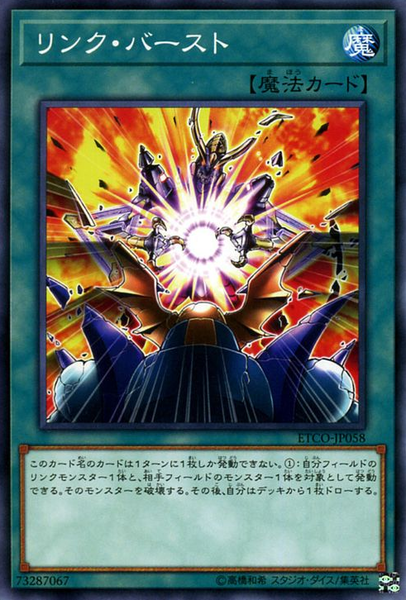 リンク・バースト
魔
【魔法カード】
ETCO-JP058
このカード名のカードは1ターンに1枚しか発動できない。①：自分フィールドの
リンクモンスター1体と、相手フィールドのモンスター1体を対象として発動
できる。そのモンスターを破壊する。その後、自分はデッキから1枚ドローする。
73287067
©高橋和希 スタジオ・ダイス/集英社